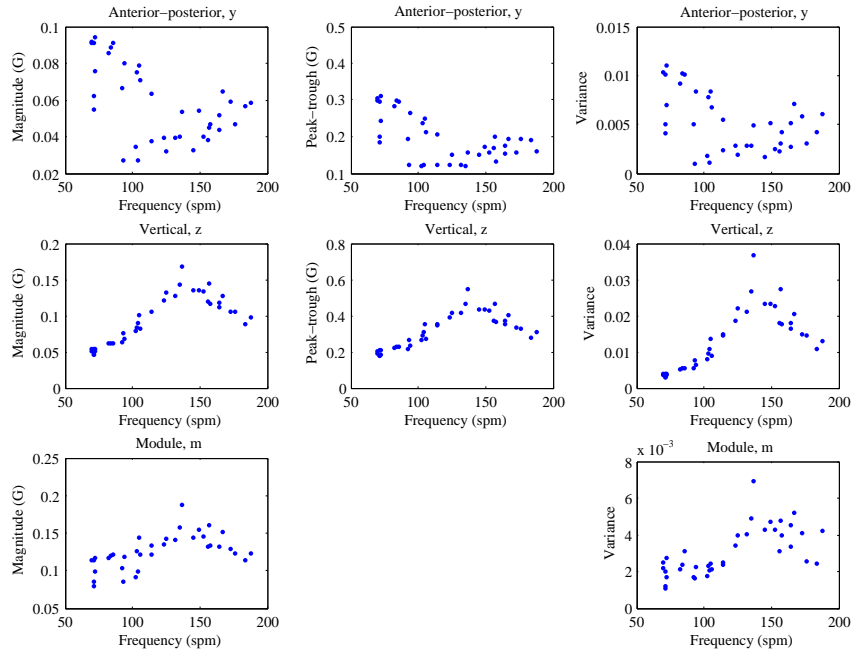 Anterior−posterior, y
Anterior−posterior, y
Anterior−posterior, y
0.1
0.08
0.06
0.04
0.02
Magnitude (G)
50 100 150 200
Frequency (spm)
0.5
0.4
0.3
0.2
0.1
Peak−trough (G)
50 100 150 200
Frequency (spm)
0.015
0.01
0.005
0
Variance
50 100 150 200
Frequency (spm)
Vertical, z
Vertical, z
Vertical, z
0.2
0.15
0.1
0.05
0
Magnitude (G)
50 100 150 200
Frequency (spm)
0.8
0.6
0.4
0.2
0
Peak−trough (G)
50 100 150 200
Frequency (spm)
0.04
0.03
0.02
0.01
0
Variance
50 100 150 200
Frequency (spm)
Module, m
0.25
0.2
0.15
0.1
0.05
Magnitude (G)
50 100 150 200
Frequency (spm)
Module, m
x 10⁻³
8
6
4
2
0
Variance
50 100 150 200
Frequency (spm)